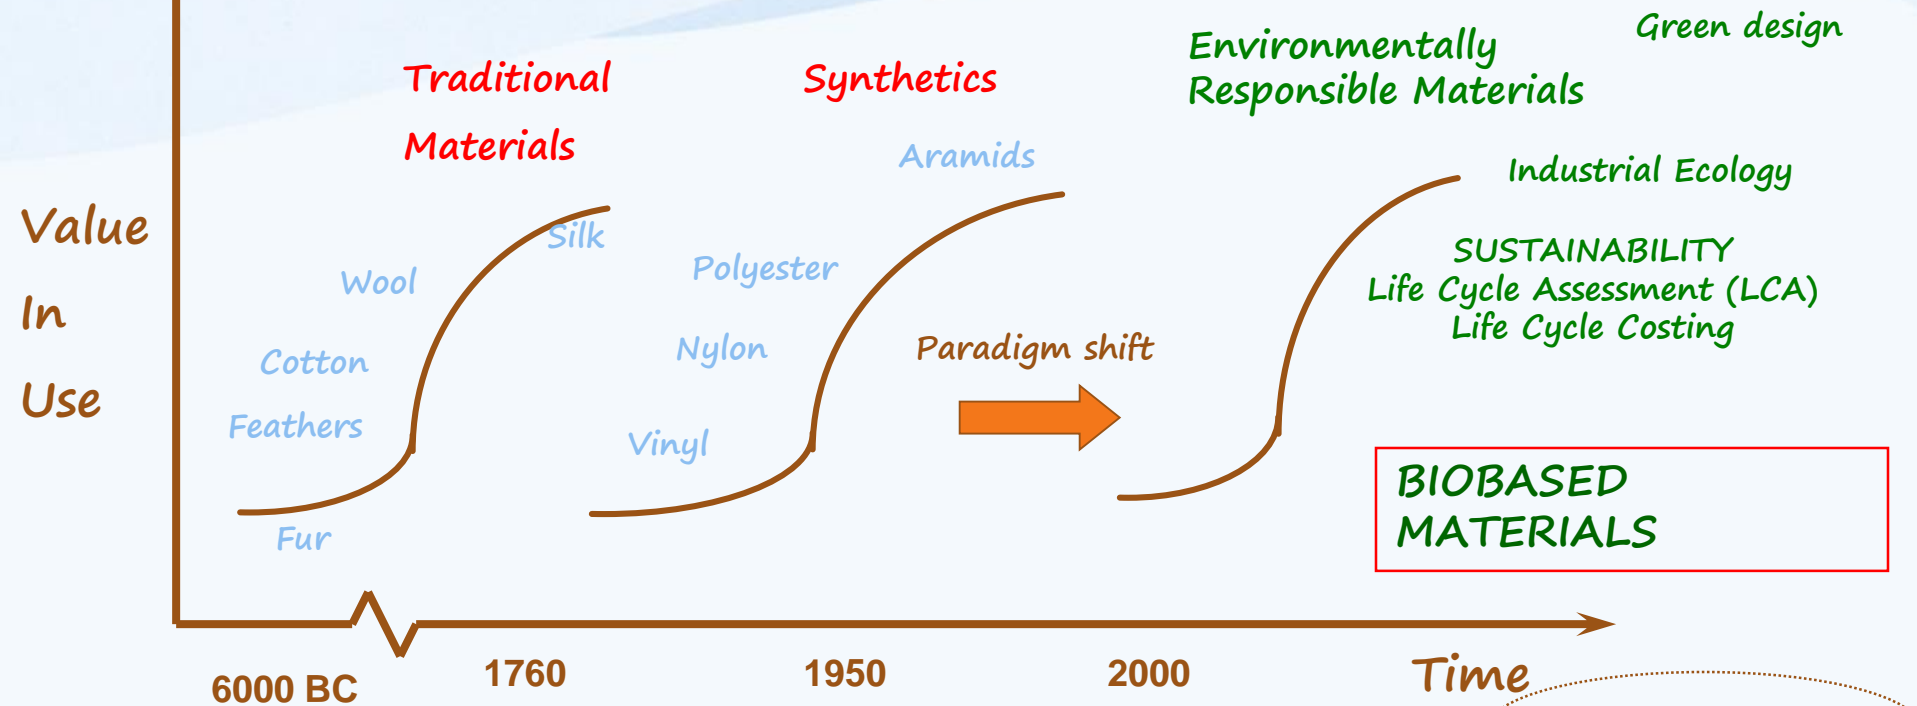 Green design
Environmentally
Responsible Materials
Traditional
Materials
Synthetics
Aramids
Industrial Ecology
Value
In
Use
Silk
Wool
Polyester
SUSTAINABILITY
Life Cycle Assessment (LCA)
Life Cycle Costing
Cotton
Nylon
Paradigm shift
Feathers
Vinyl
BIOBASED
MATERIALS
Fur
6000 BC
1760
1950
2000
Time